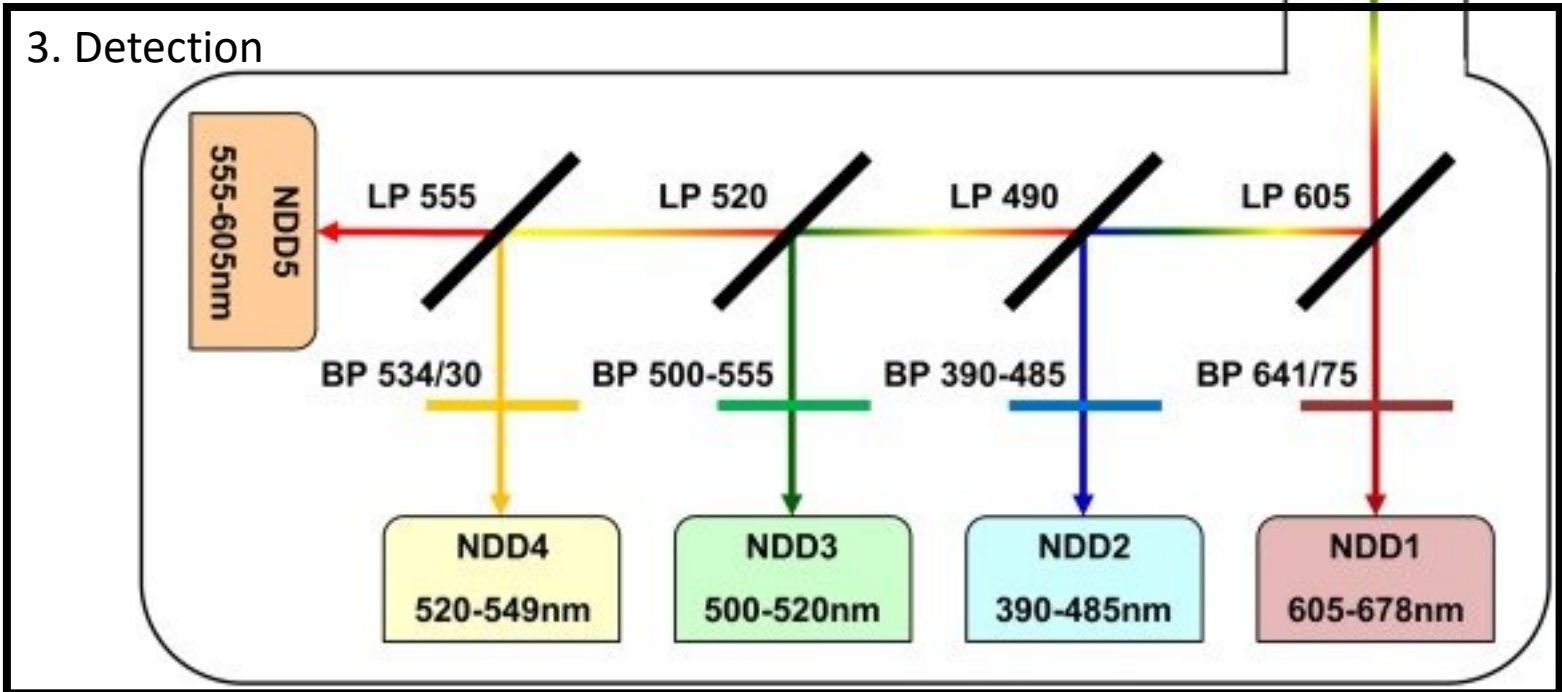 3. Detection
LP 555
LP 520
LP 490
LP 605
NDD5
555-605nm
BP 534/30
BP 500-555
BP 390-485
BP 641/75
NDD4
520-549nm
NDD3
500-520nm
NDD2
390-485nm
NDD1
605-678nm